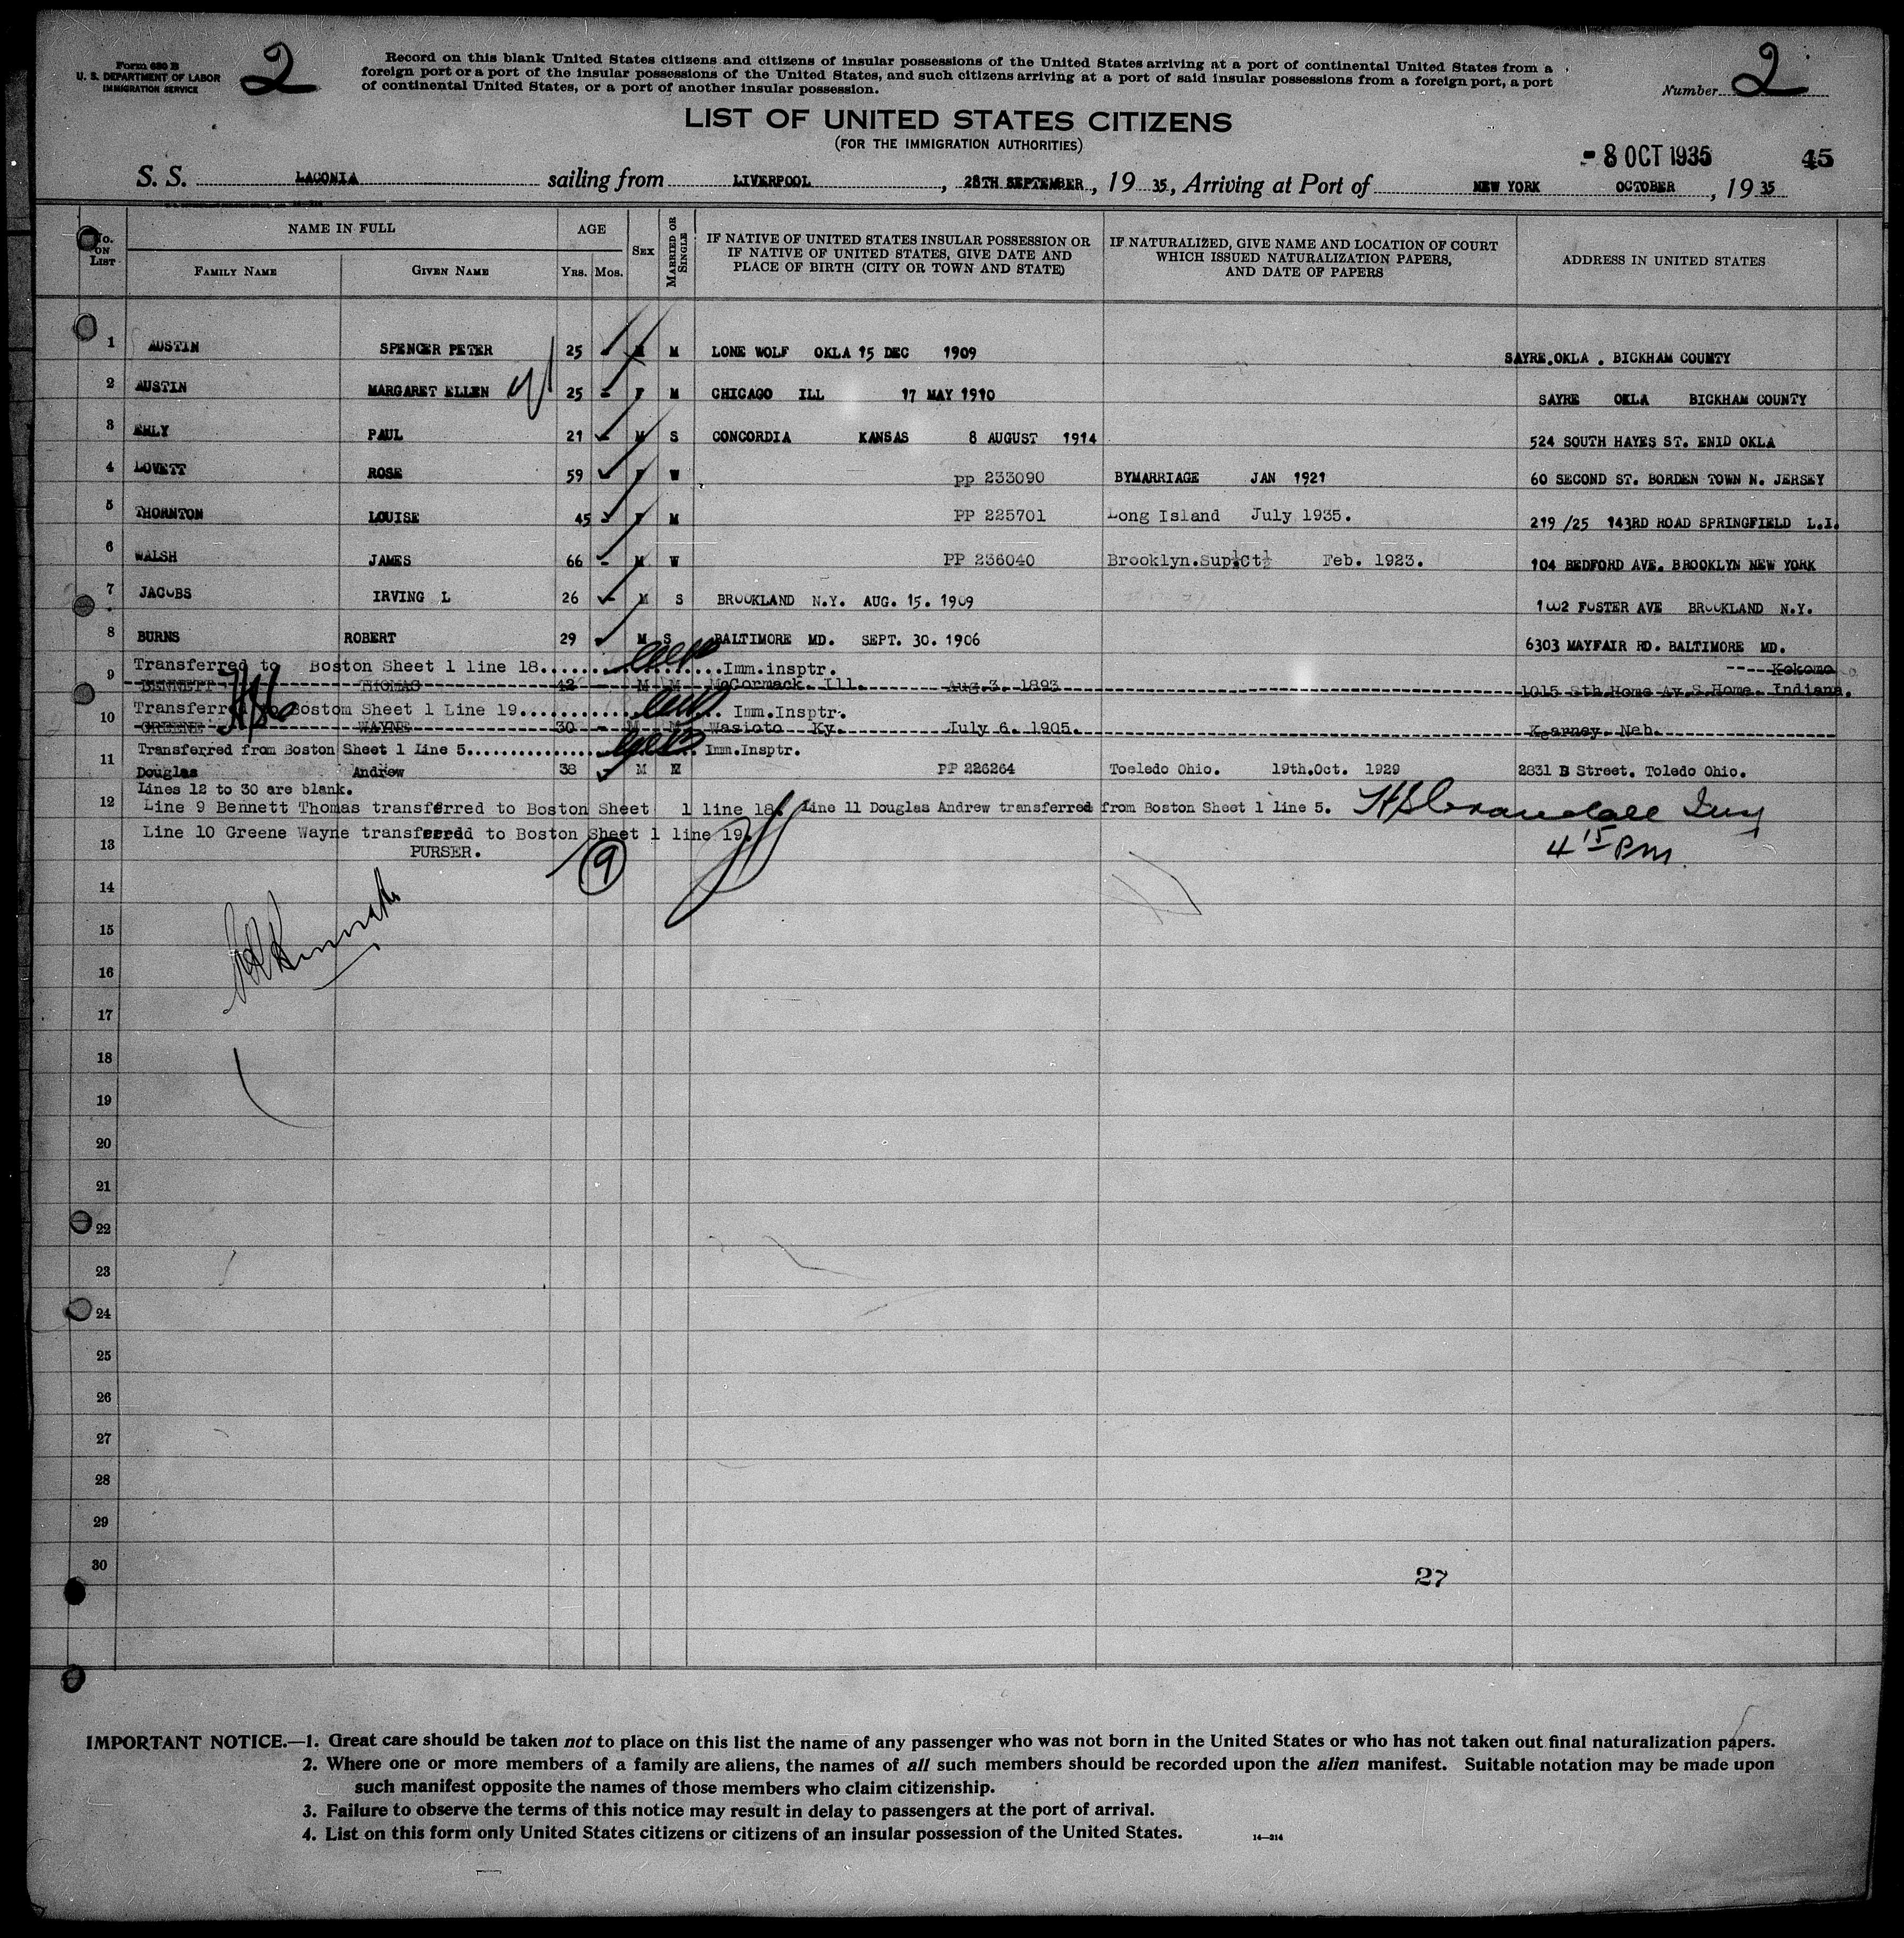 Form 630 B
U. S. DEPARTMENT OF LABOR
IMMIGRATION SERVICE
2
Record on this blank United States citizens and citizens of insular possessions of the United States arriving at a port of continental United States from a
foreign port or a port of the insular possessions of the United States, and such citizens arriving at a port of said insular possessions from a foreign port, a port
of continental United States, or a port of another insular possession.
Number 2
LIST OF UNITED STATES CITIZENS
(FOR THE IMMIGRATION AUTHORITIES)
- 8 OCT 1935 45
S. S. LACONIA sailing from LIVERPOOL, 28TH SEPTEMBER, 19 35, Arriving at Port of NEW YORK OCTOBER, 19 35
No. ON LIST NAME IN FULL FAMILY NAME GIVEN NAME AGE YRS. MOS. SEX MARRIED OR SINGLE
IF NATIVE OF UNITED STATES INSULAR POSSESSION OR
IF NATIVE OF UNITED STATES, GIVE DATE AND
PLACE OF BIRTH (CITY OR TOWN AND STATE)
IF NATURALIZED, GIVE NAME AND LOCATION OF COURT
WHICH ISSUED NATURALIZATION PAPERS,
AND DATE OF PAPERS
ADDRESS IN UNITED STATES
1 AUSTIN SPENCER PETER 25 M M LONE WOLF OKLA 15 DEC 1909 SAYRE.OKLA . BICKHAM COUNTY
2 AUSTIN MARGARET ELLEN 25 - F M CHICAGO ILL 17 MAY 1910 SAYRE OKLA BICKHAM COUNTY
3 PAUL 21 M S CONCORDIA KANSAS 8 AUGUST 1914 524 SOUTH HAYES ST. ENID OKLA
4 LOVETT ROSE 59 F W PP 233090 BYMARRIAGE JAN 1921 60 SECOND ST. BORDEN TOWN N. JERSEY
5 THORNTON LOUISE 45 F M PP 225701 Long Island July 1935. 219/25 143RD ROAD SPRINGFIELD L.I.
6 WALSH JAMES 66 - M W PP 236040 Brooklyn.Sup½Ct½ Feb. 1923. 104 BEDFORD AVE. BROOKLYN NEW YORK
7 JACOBS IRVING L 26 M S BROOKLAND N.Y. AUG. 15. 1909 1002 FOSTER AVE BROOKLAND N.Y.
8 BURNS ROBERT 29 M S BALTIMORE MD. SEPT. 30. 1906 6303 MAYFAIR RD. BALTIMORE MD.
Transferred to Boston Sheet 1 line 18.......... Imm.insptr. Kokomo
9 BENNETT THOMAS 42 - M M McCormack. Ill. Aug 3. 1893 1015 Sth.Home Av S.Home. Indiana.
Transferred to Bostom Sheet 1 Line 19.......... Imm.Insptr.
10 GREENE WAYNE 30 - M M Wasioto Ky. July 6. 1905. Kearney. Neb.
Transferred from Boston Sheet 1 Line 5.......... Imm.Insptr.
11 Douglas Andrew 38 M PP 226264 Toeledo Ohio. 19th.Oct. 1929 2831 B Street. Toledo Ohio.
Lines 12 to 30 are blank.
12 Line 9 Bennett Thomas transferred to Boston Sheet 1 line 18. Line 11 Douglas Andrew transferred from Boston Sheet 1 line 5.
Line 10 Greene Wayne transferred to Boston Sheet 1 line 19.
13 PURSER. 9 4 15 PM.
14
15
16
17
18
19
20
21
22
23
24
25
26
27
28
29
30
27
IMPORTANT NOTICE.—1. Great care should be taken not to place on this list the name of any passenger who was not born in the United States or who has not taken out final naturalization papers.
2. Where one or more members of a family are aliens, the names of all such members should be recorded upon the alien manifest. Suitable notation may be made upon
such manifest opposite the names of those members who claim citizenship.
3. Failure to observe the terms of this notice may result in delay to passengers at the port of arrival.
4. List on this form only United States citizens or citizens of an insular possession of the United States.
14—314